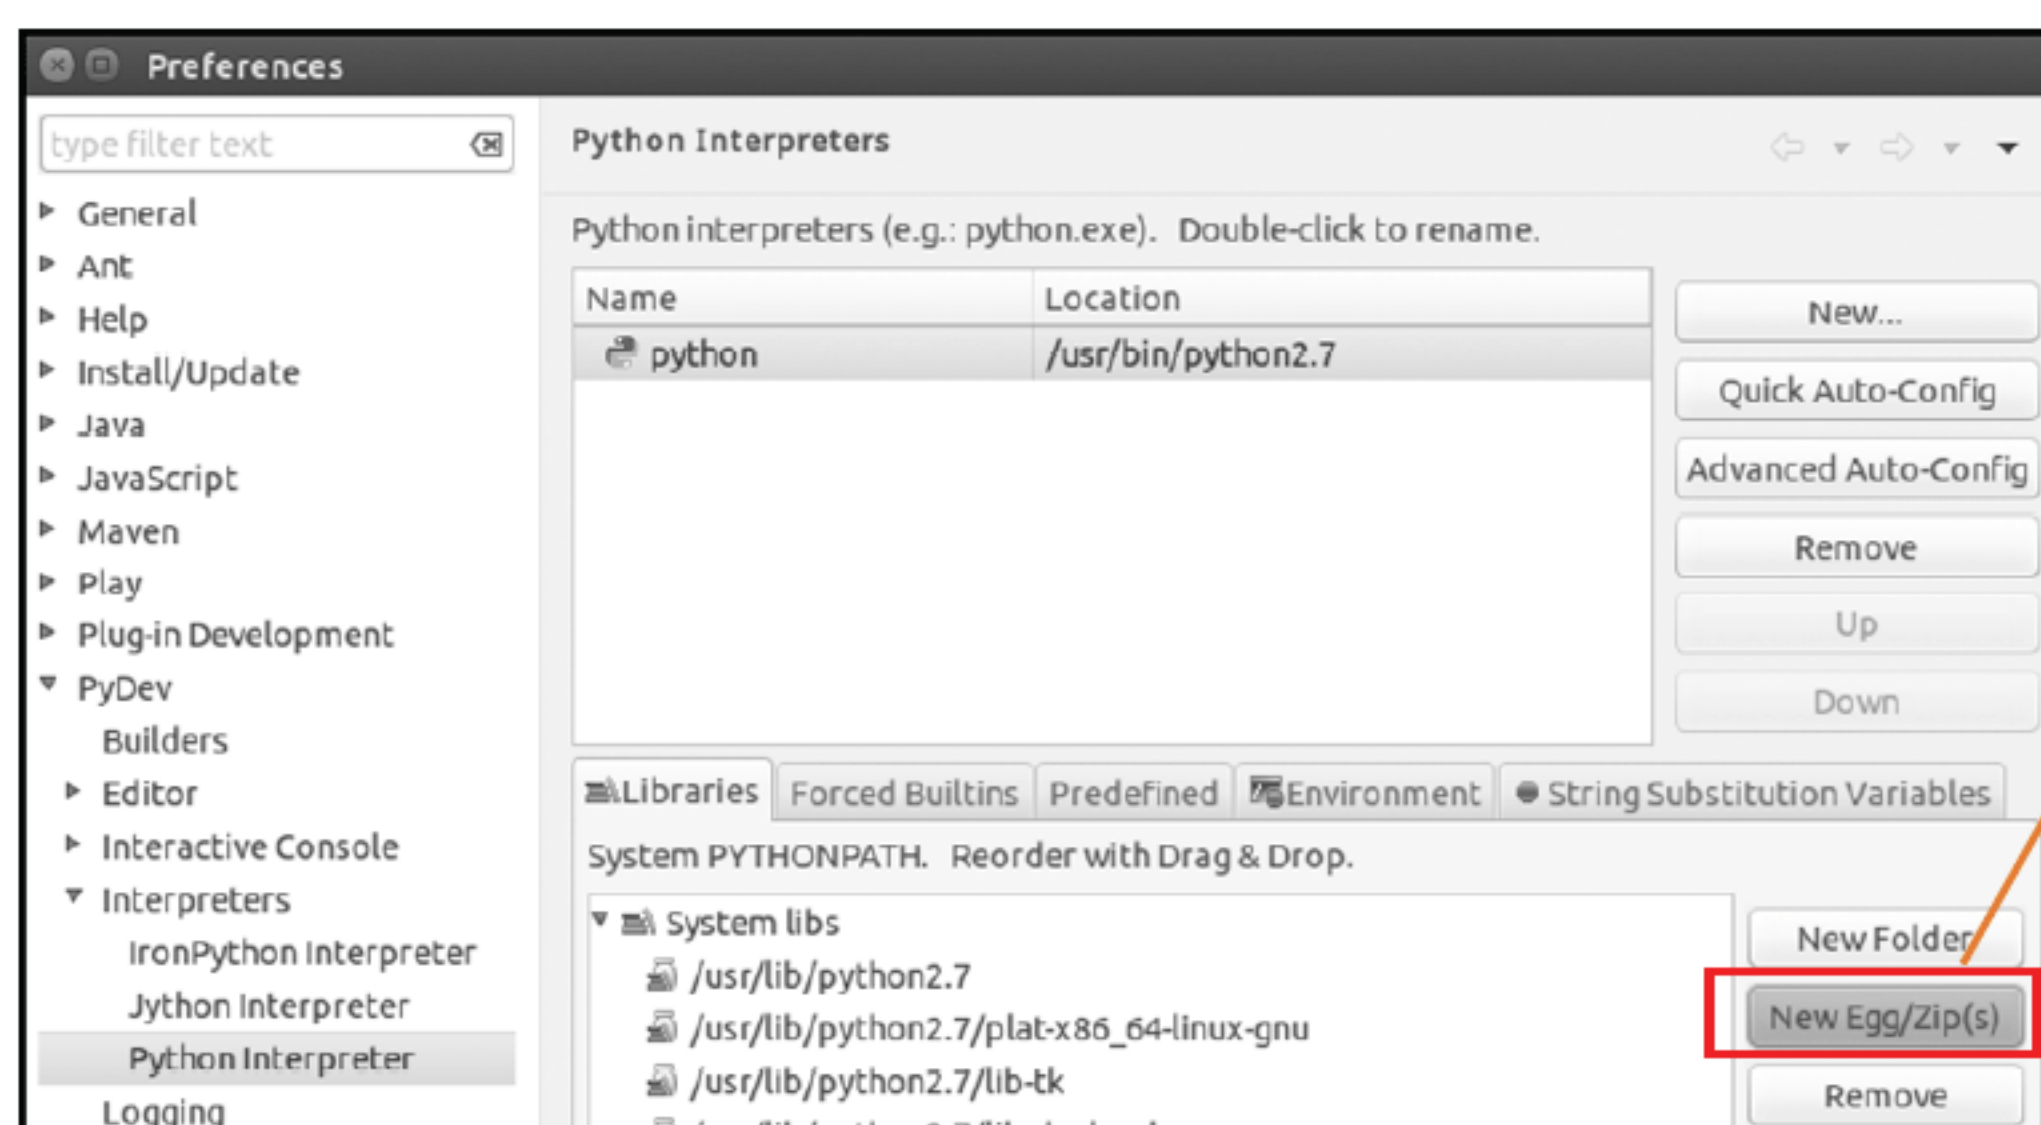 Preferences
type filter text
General
Ant
Help
Install/Update
Java
JavaScript
Maven
Play
Plug-in Development
PyDev
Builders
Editor
Interactive Console
Interpreters
IronPython Interpreter
Jython Interpreter
Python Interpreter
Logging
Python Interpreters
Python interpreters (e.g.: python.exe). Double-click to rename.
Name Location
python /usr/bin/python2.7
New...
Quick Auto-Config
Advanced Auto-Config
Remove
Up
Down
Libraries Forced Builtins Predefined Environment String Substitution Variables
System PYTHONPATH. Reorder with Drag & Drop.
System libs
/usr/lib/python2.7
/usr/lib/python2.7/plat-x86_64-linux-gnu
/usr/lib/python2.7/lib-tk
New Folder
New Egg/Zip(s)
Remove